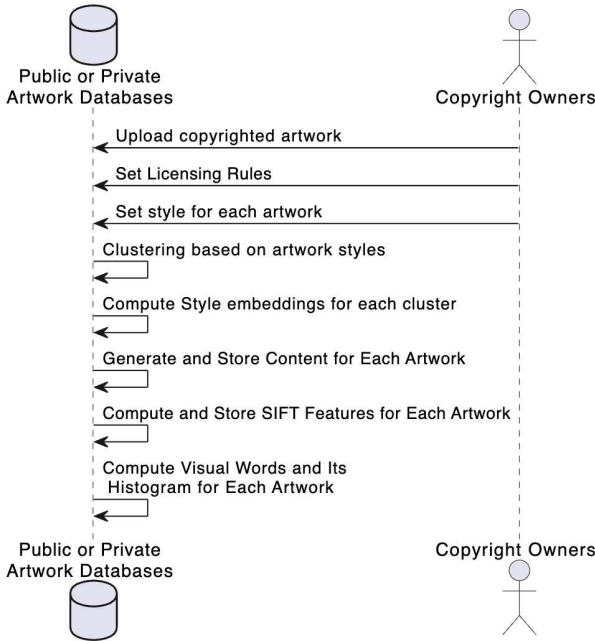 Public or Private
Artwork Databases
Copyright Owners
Upload copyrighted artwork
Set Licensing Rules
Set style for each artwork
Clustering based on artwork styles
Compute Style embeddings for each cluster
Generate and Store Content for Each Artwork
Compute and Store SIFT Features for Each Artwork
Compute Visual Words and Its
Histogram for Each Artwork
Public or Private
Artwork Databases
Copyright Owners